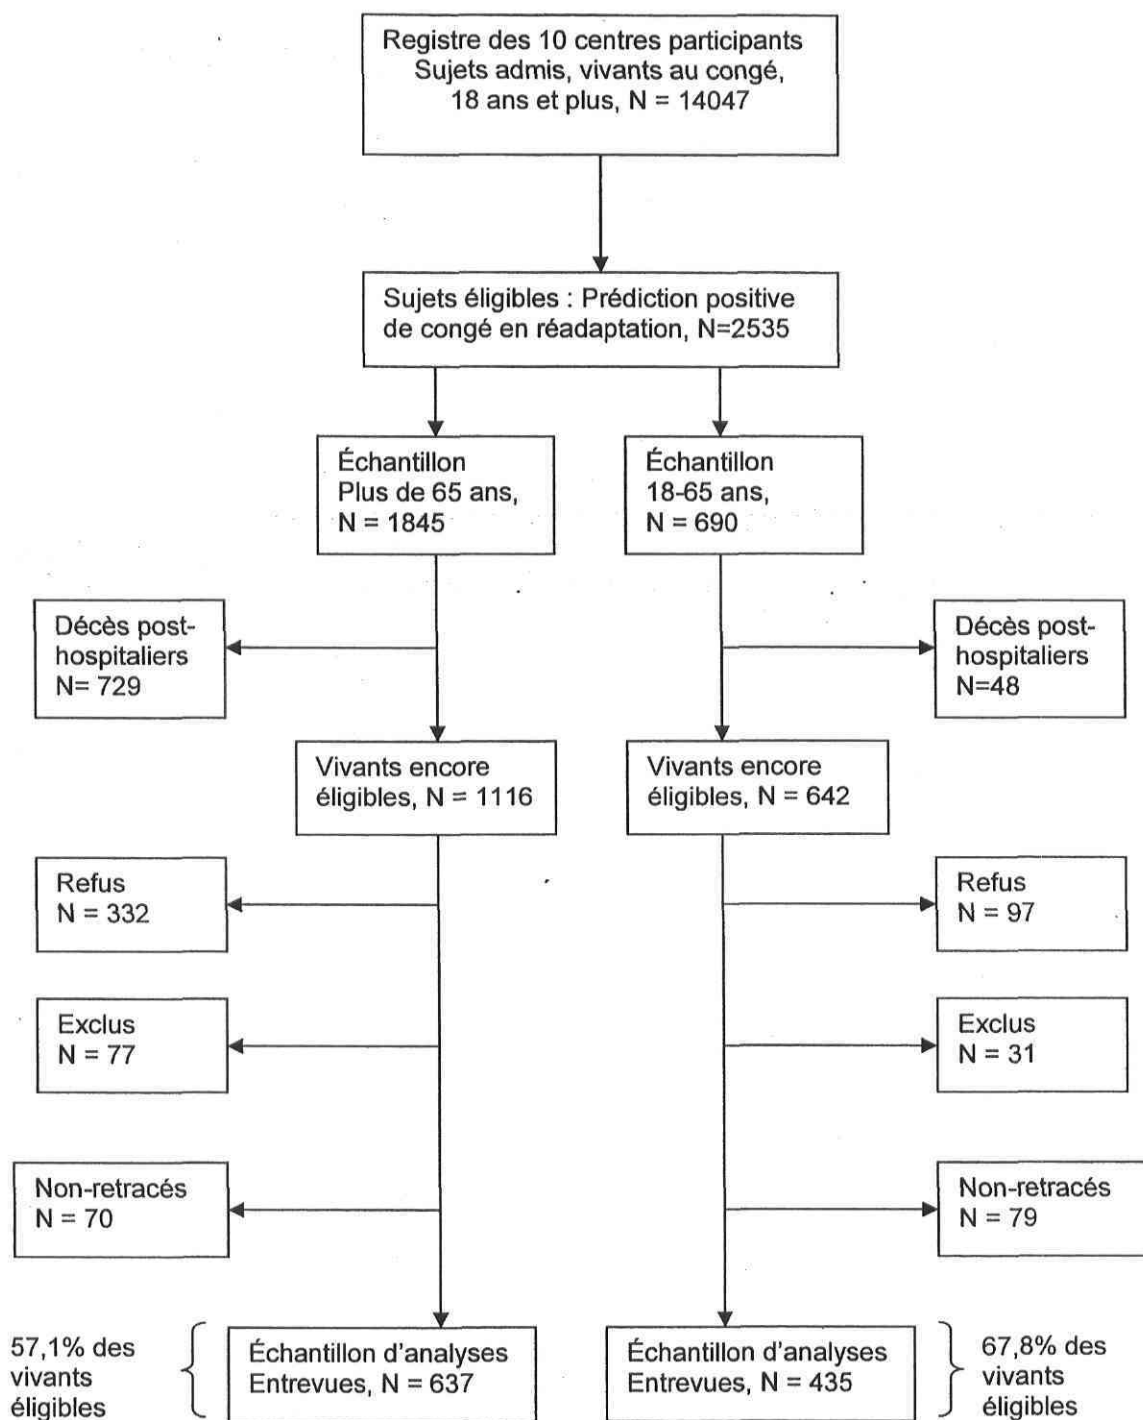 Registre des 10 centres participants
Sujets admis, vivants au congé,
18 ans et plus, N = 14047
Sujets éligibles : Prédiction positive
de congé en réadaptation, N=2535
Échantillon
Plus de 65 ans,
N = 1845
Échantillon
18-65 ans,
N = 690
Décès post-
hospitaliers
N= 729
Décès post-
hospitaliers
N=48
Vivants encore
éligibles, N = 1116
Vivants encore
éligibles, N = 642
Refus
N = 332
Refus
N = 97
Exclus
N = 77
Exclus
N = 31
Non-retracés
N = 70
Non-retracés
N = 79
57,1% des
vivants
éligibles
Échantillon d'analyses
Entrevues, N = 637
Échantillon d'analyses
Entrevues, N = 435
67,8% des
vivants
éligibles